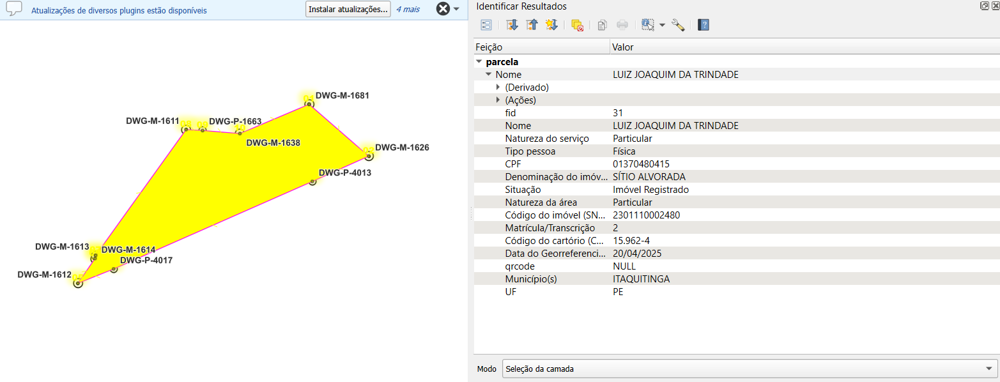 Atualizações de diversos plugins estão disponíveis
Instalar atualizações...
4 mais
DWG-M-1681
DWG-M-1611
DWG-P-1663
DWG-M-1638
DWG-M-1626
DWG-P-4013
DWG-M-1613
DWG-M-1614
DWG-P-4017
DWG-M-1612
Identificar Resultados
Feição Valor
parcela
Nome LUIZ JOAQUIM DA TRINDADE
(Derivado)
(Ações)
fid 31
Nome LUIZ JOAQUIM DA TRINDADE
Natureza do serviço Particular
Tipo pessoa Física
CPF 01370480415
Denominação do imóv... SÍTIO ALVORADA
Situação Imóvel Registrado
Natureza da área Particular
Código do imóvel (SN... 2301110002480
Matrícula/Transcrição 2
Código do cartório (C... 15.962-4
Data do Georreferenci... 20/04/2025
qrcode NULL
Município(s) ITAQUITINGA
UF PE
Modo Seleção da camada